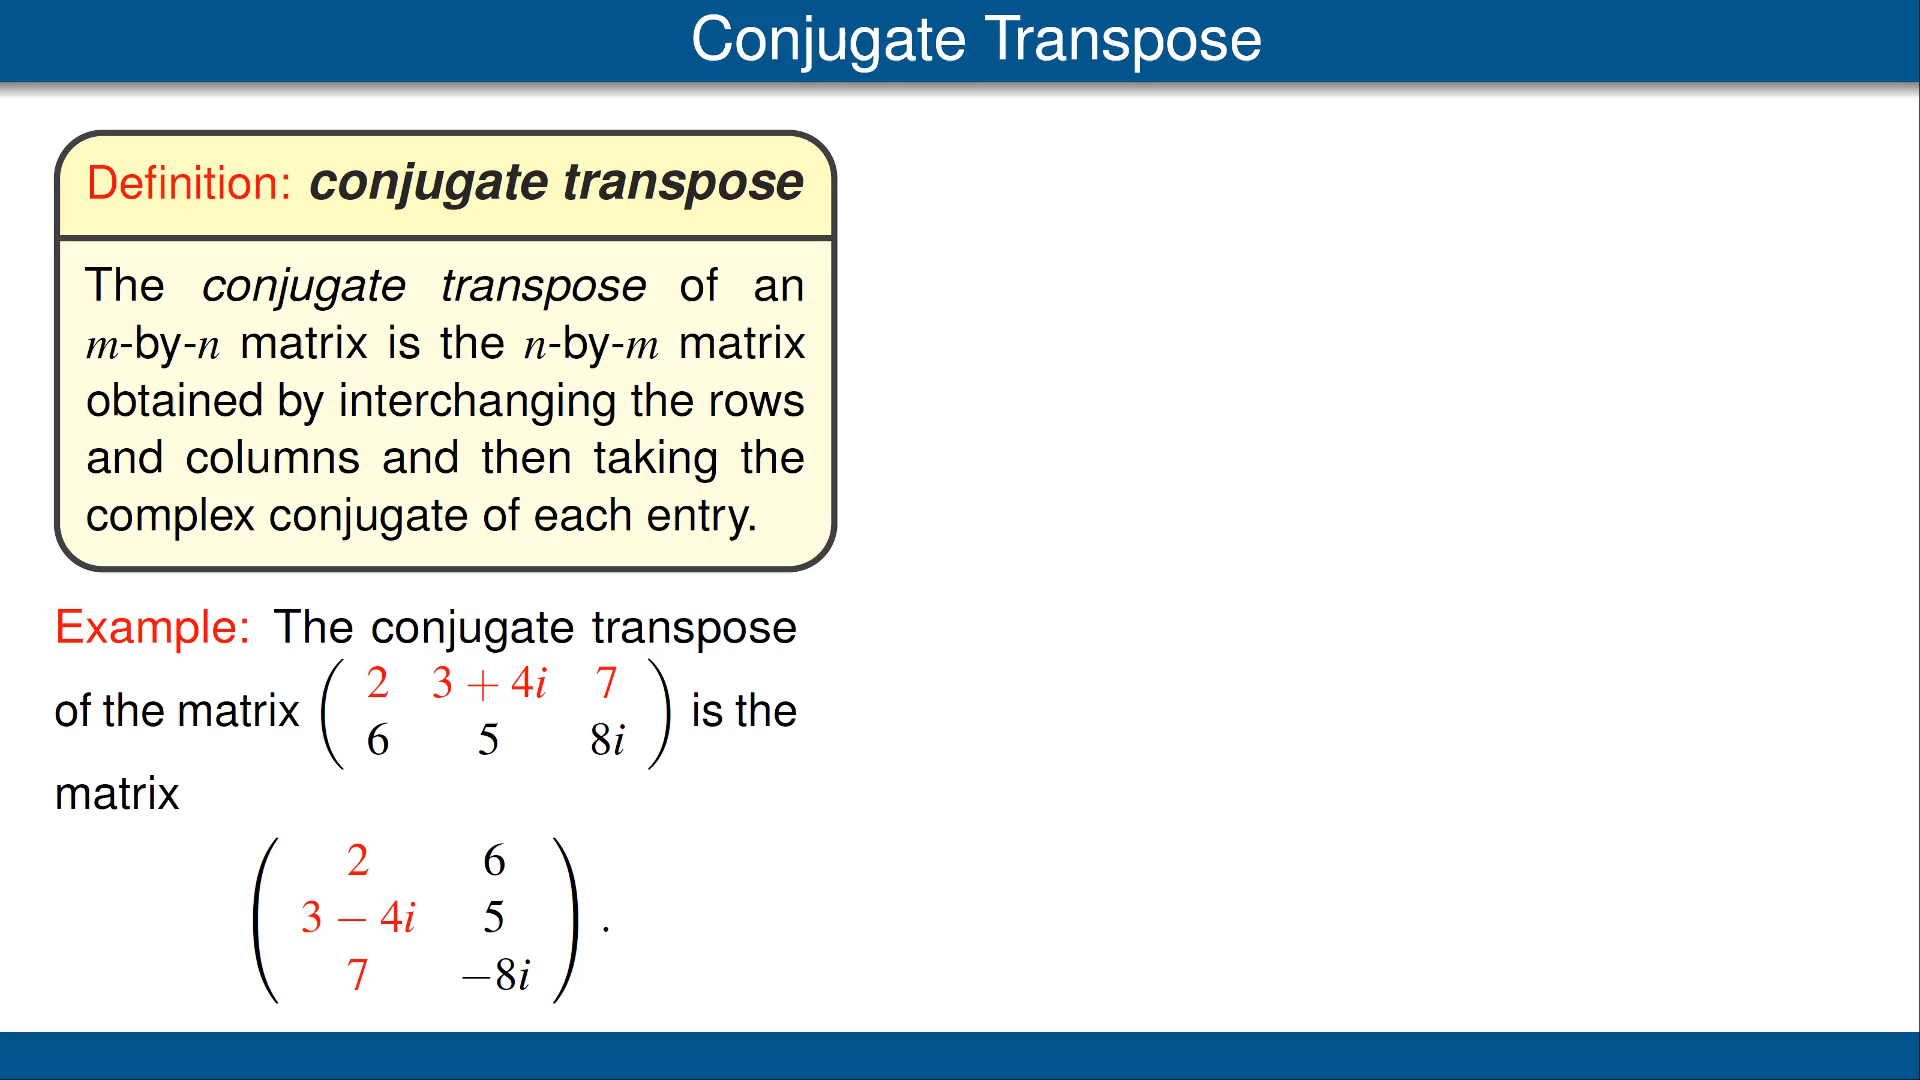 Conjugate Transpose
Definition: conjugate transpose
The conjugate transpose of an
m-by-n matrix is the n-by-m matrix
obtained by interchanging the rows
and columns and then taking the
complex conjugate of each entry.
Example: The conjugate transpose
of the matrix ( 2 3 + 4i 7
6 5 8i ) is the
matrix
( 2 6
3 − 4i 5
7 −8i ) .